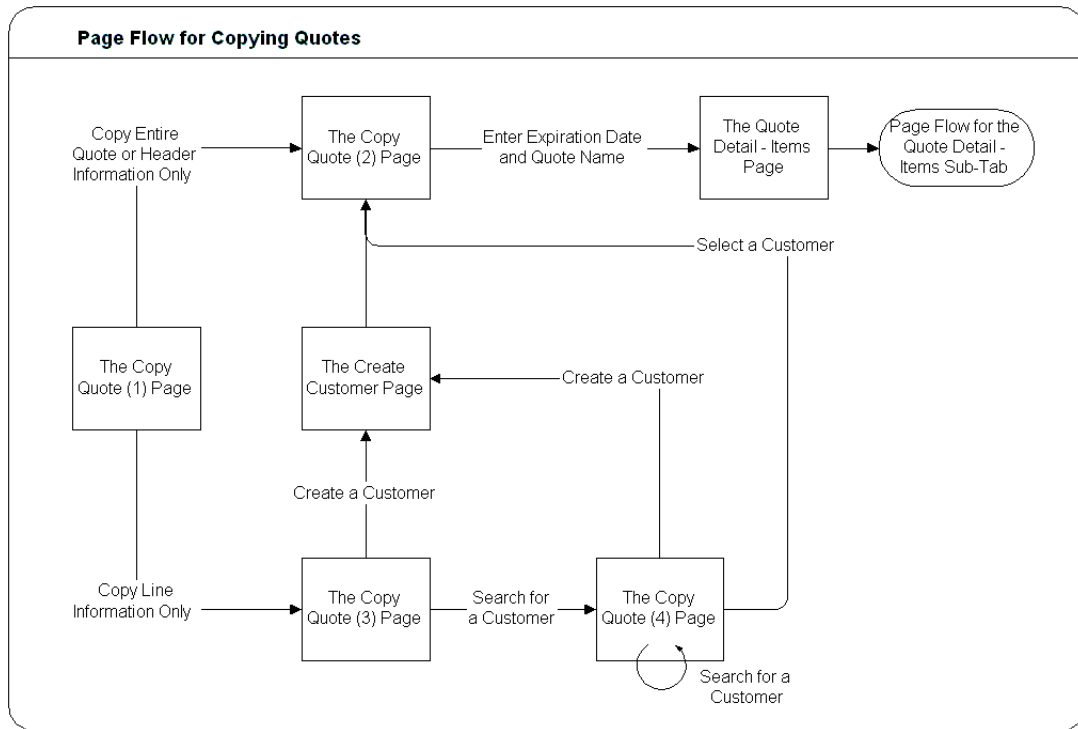 Page Flow for Copying Quotes
Copy Entire
Quote or Header
Information Only
The Copy
Quote (2) Page
Enter Expiration Date
and Quote Name
The Quote
Detail - Items
Page
Page Flow for the
Quote Detail -
Items Sub-Tab
Select a Customer
The Copy
Quote (1) Page
The Create
Customer Page
Create a Customer
Create a Customer
Copy Line
Information Only
The Copy
Quote (3) Page
Search for
a Customer
The Copy
Quote (4) Page
Search for a
Customer